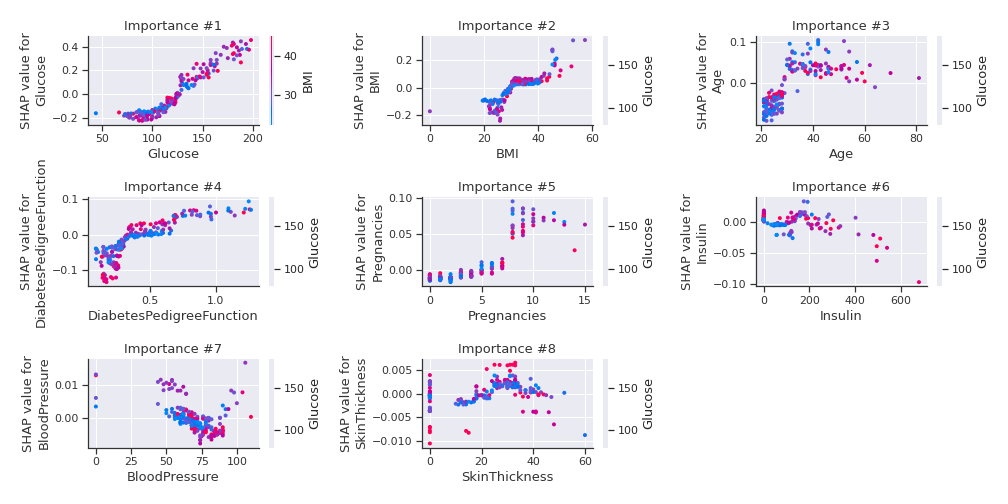 Importance #1
SHAP value for
Glucose
0.4
0.2
0.0
−0.2
50
100
150
200
Glucose
40
30
BMI
Importance #2
SHAP value for
BMI
0.2
0.0
−0.2
0
20
40
60
BMI
150
100
Glucose
Importance #3
SHAP value for
Age
0.1
0.0
20
40
60
80
Age
150
100
Glucose
Importance #4
SHAP value for
DiabetesPedigreeFunction
0.1
0.0
−0.1
0.5
1.0
DiabetesPedigreeFunction
150
100
Glucose
Importance #5
SHAP value for
Pregnancies
0.10
0.05
0.00
0
5
10
15
Pregnancies
150
100
Glucose
Importance #6
SHAP value for
Insulin
0.00
−0.05
−0.10
0
200
400
600
Insulin
150
100
Glucose
Importance #7
SHAP value for
BloodPressure
0.01
0.00
0
25
50
75
100
BloodPressure
150
100
Glucose
Importance #8
SHAP value for
SkinThickness
0.005
0.000
−0.005
−0.010
0
20
40
60
SkinThickness
150
100
Glucose